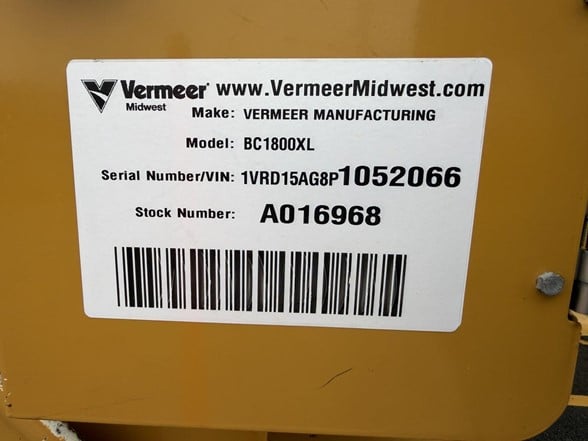 Vermeer® www.VermeerMidwest.com
Midwest
Make: VERMEER MANUFACTURING
Model: BC1800XL
Serial Number/VIN: 1VRD15AG8P1052066
Stock Number: A016968